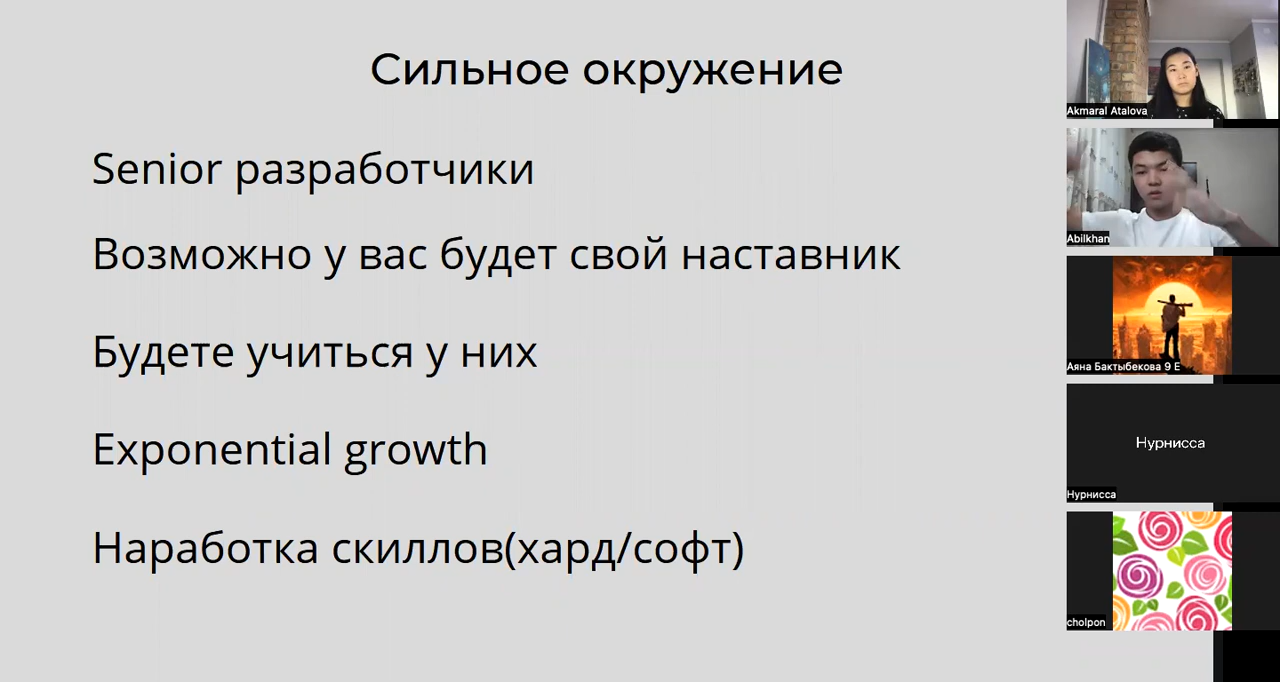 Сильное окружение
Senior разработчики
Возможно у вас будет свой наставник
Будете учиться у них
Exponential growth
Наработка скиллов(хард/софт)
Akmaral Atalova
Abilkhan
Аяна Бактыбекова 9 Е
Нурнисса
Нурнисса
cholpon